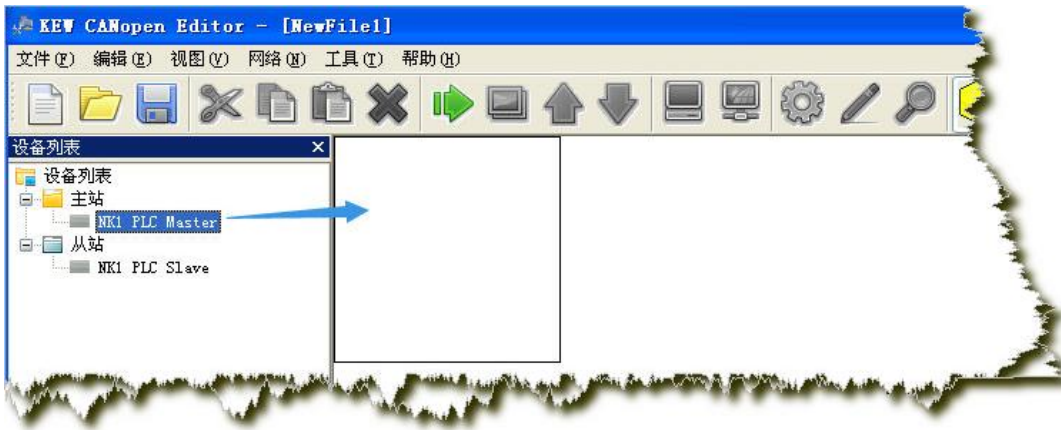 KEW CANopen Editor - [NewFile1]
文件(F) 编辑(E) 视图(V) 网络(N) 工具(T) 帮助(H)
设备列表
设备列表
主站
NK1 PLC Master
从站
NK1 PLC Slave